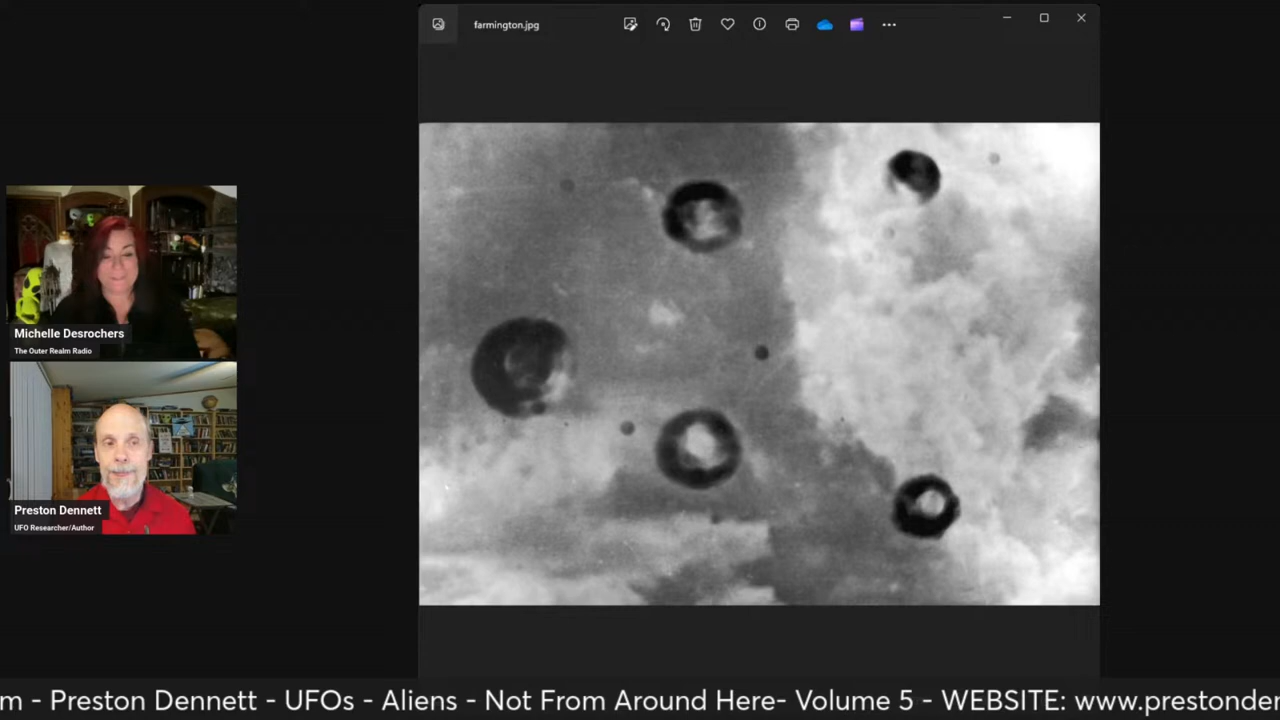 farmington.jpg
Michelle Desrochers
The Outer Realm Radio
Preston Dennett
UFO Researcher/Author
m - Preston Dennett - UFOs - Aliens - Not From Around Here- Volume 5 - WEBSITE: www.prestonder